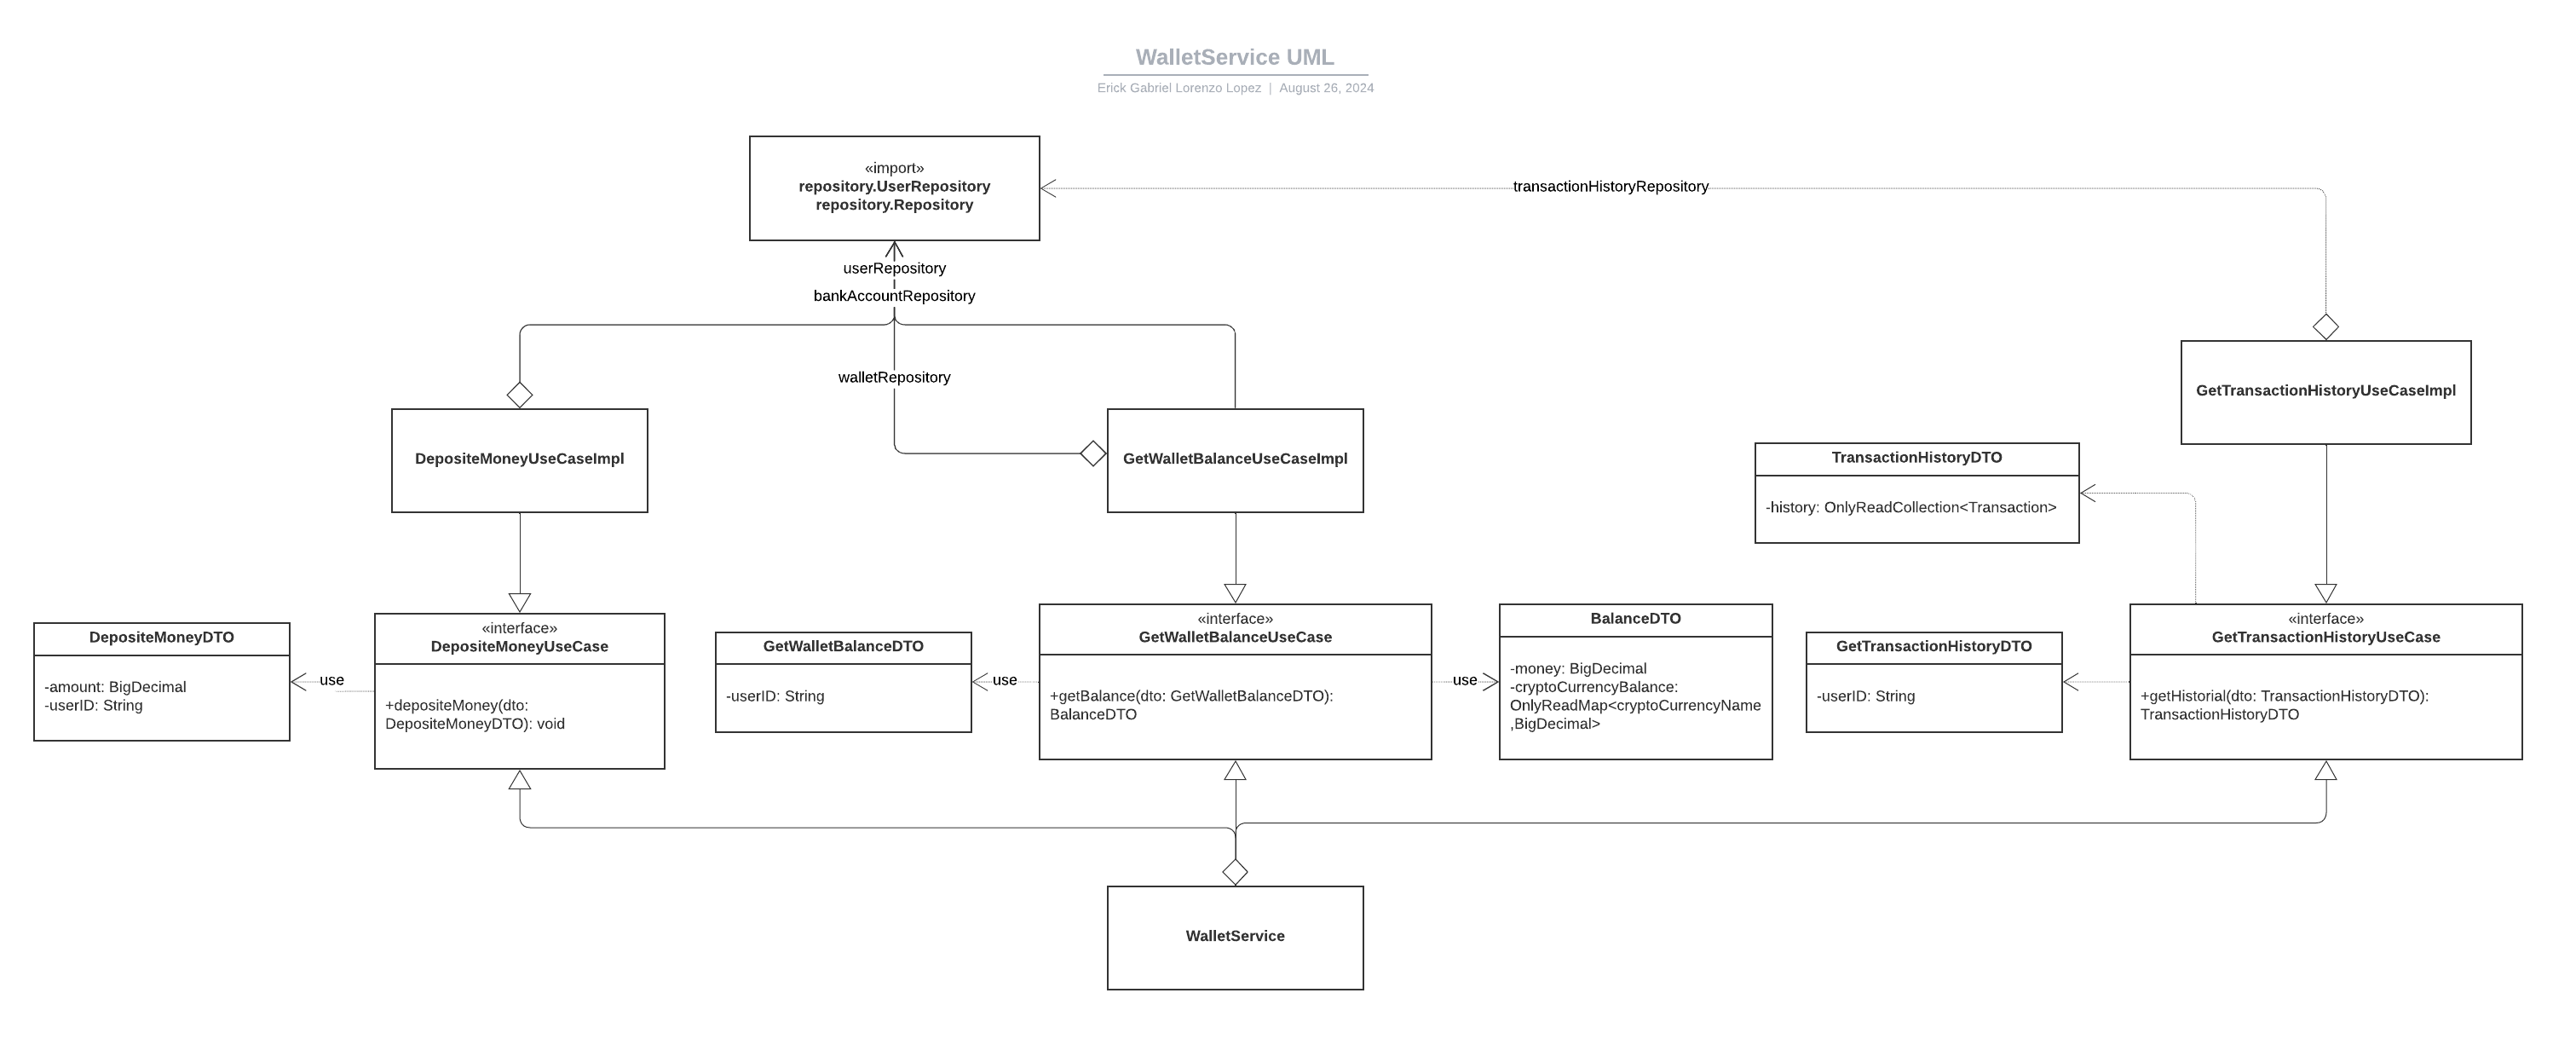 WalletService UML
Erick Gabriel Lorenzo Lopez | August 26, 2024
«import»
repository.UserRepository
repository.Repository
transactionHistoryRepository
userRepository
bankAccountRepository
walletRepository
DepositeMoneyUseCaseImpl
GetWalletBalanceUseCaseImpl
GetTransactionHistoryUseCaseImpl
TransactionHistoryDTO
-history: OnlyReadCollection<Transaction>
DepositeMoneyDTO
-amount: BigDecimal
-userID: String
use
«interface»
DepositeMoneyUseCase
+depositeMoney(dto:
DepositeMoneyDTO): void
GetWalletBalanceDTO
-userID: String
use
«interface»
GetWalletBalanceUseCase
+getBalance(dto: GetWalletBalanceDTO):
BalanceDTO
use
BalanceDTO
-money: BigDecimal
-cryptoCurrencyBalance:
OnlyReadMap<cryptoCurrencyName
,BigDecimal>
GetTransactionHistoryDTO
-userID: String
«interface»
GetTransactionHistoryUseCase
+getHistorial(dto: TransactionHistoryDTO):
TransactionHistoryDTO
WalletService